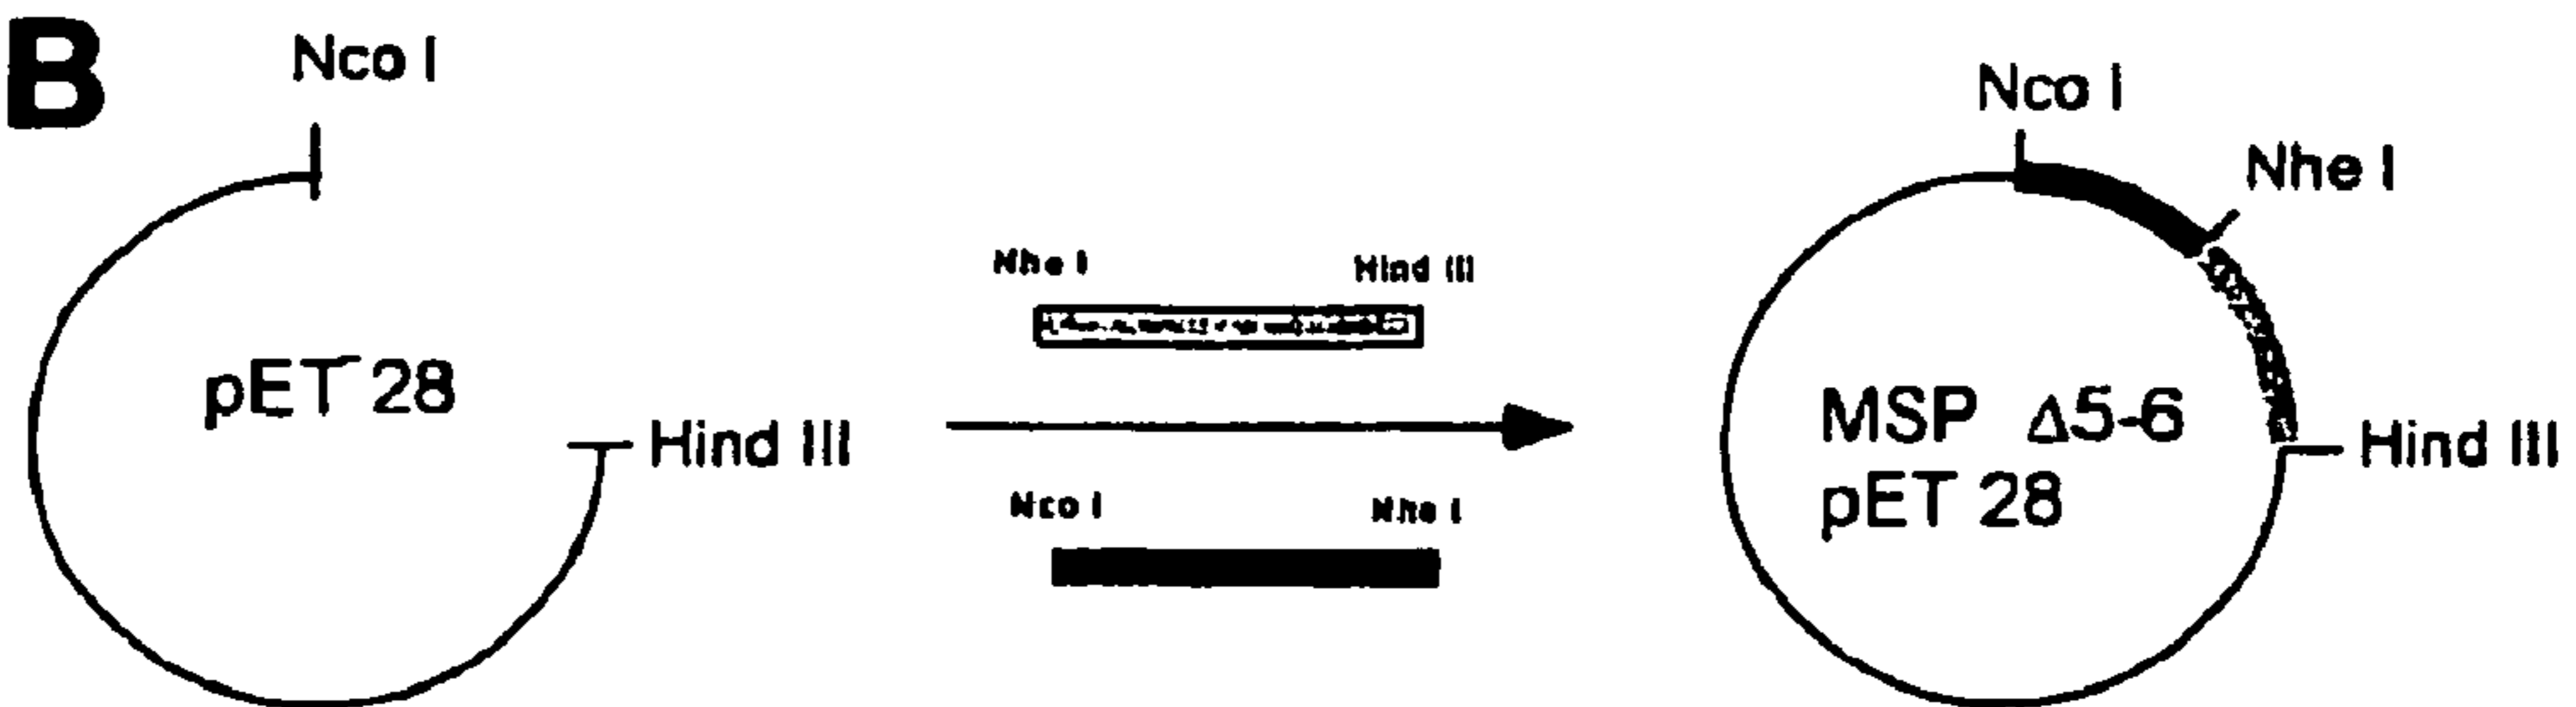 B
Nco I
pET 28
Hind III
Nhe I
Hind III
Nco I
Nhe I
Nco I
Nhe I
MSP Δ5-6
pET 28
Hind III